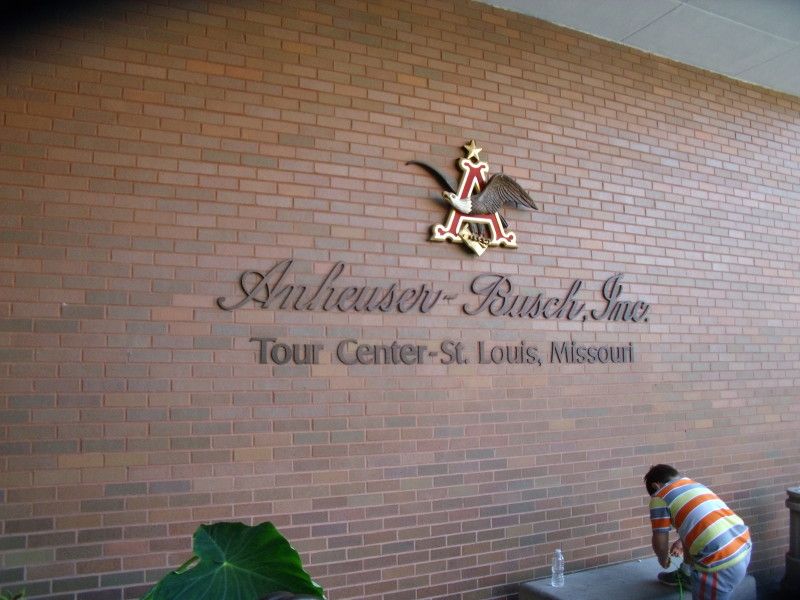 Anheuser-Busch, Inc.
Tour Center-St. Louis, Missouri